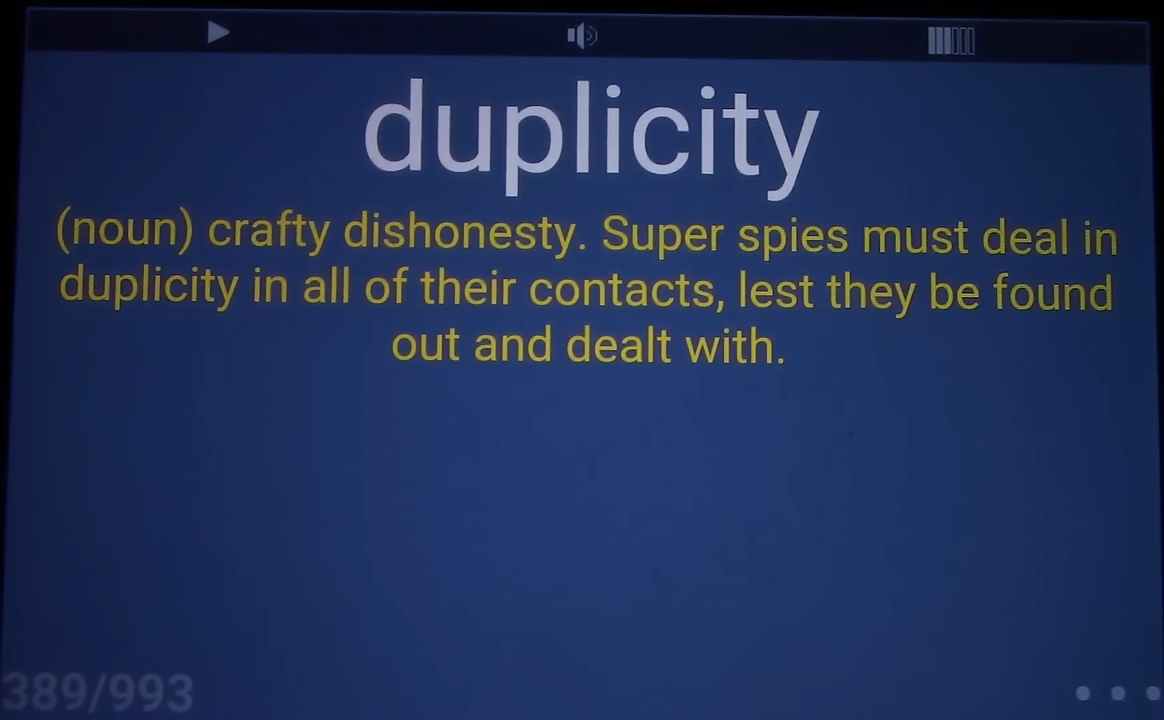 duplicity
(noun) crafty dishonesty. Super spies must deal in
duplicity in all of their contacts, lest they be found
out and dealt with.
389/993